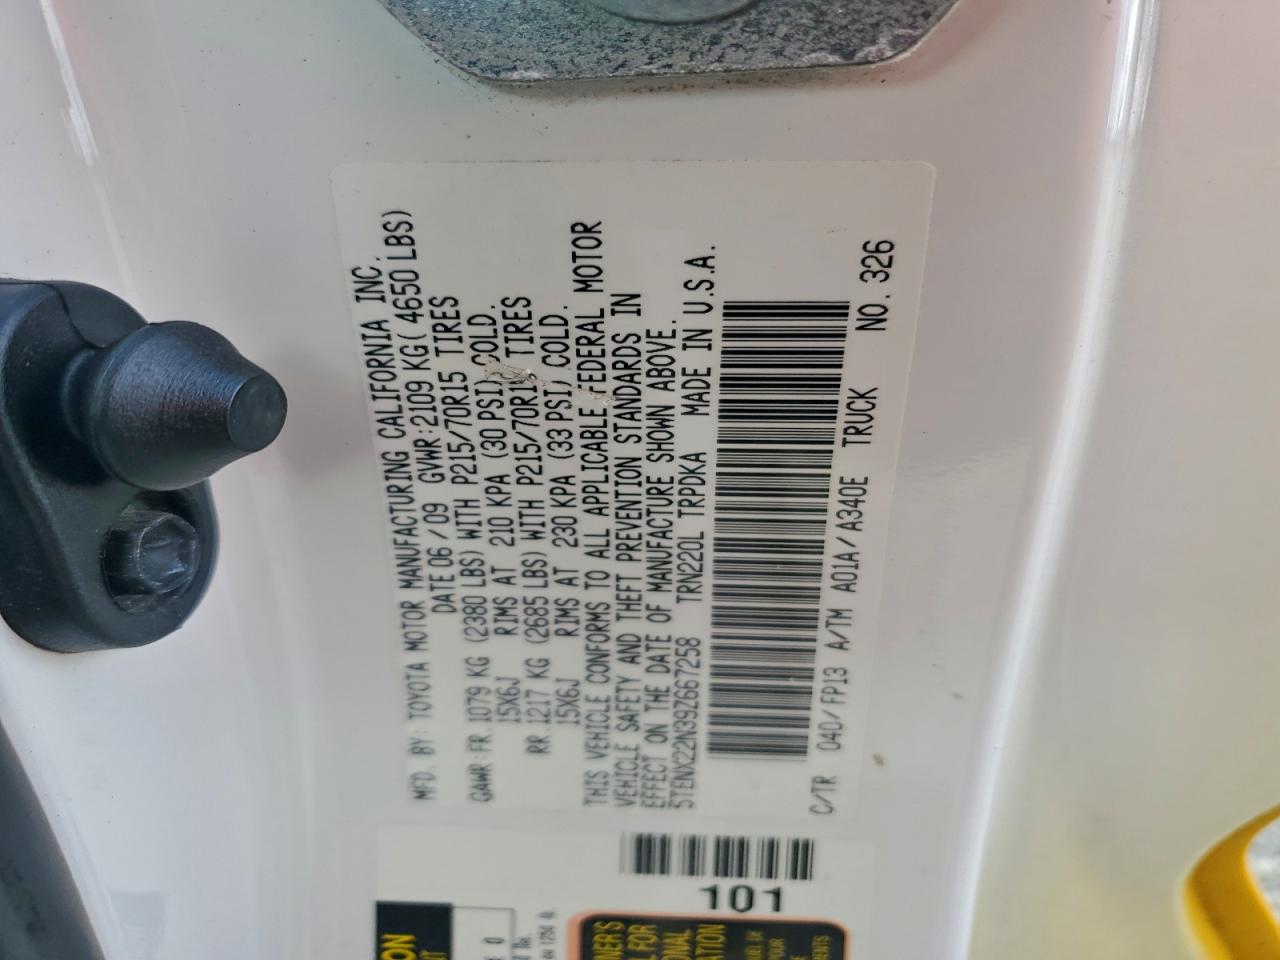 MFD. BY: TOYOTA MOTOR MANUFACTURING CALIFORNIA INC.
DATE 06/09 GVWR:2109 KG( 4650 LBS)
GAWR:FR.1079 KG (2380 LBS) WITH P215/70R15 TIRES
15X6J RIMS AT 210 KPA (30 PSI) COLD.
RR.1217 KG (2685 LBS) WITH P215/70R15 TIRES
15X6J RIMS AT 230 KPA (33 PSI) COLD.
THIS VEHICLE CONFORMS TO ALL APPLICABLE FEDERAL MOTOR
VEHICLE SAFETY AND THEFT PREVENTION STANDARDS IN
EFFECT ON THE DATE OF MANUFACTURE SHOWN ABOVE.
5TENX22N39Z667258 TRN220L TRPDKA MADE IN U.S.A.
C/TR 040/FP13 A/TM A01A/A340E TRUCK NO. 326
101